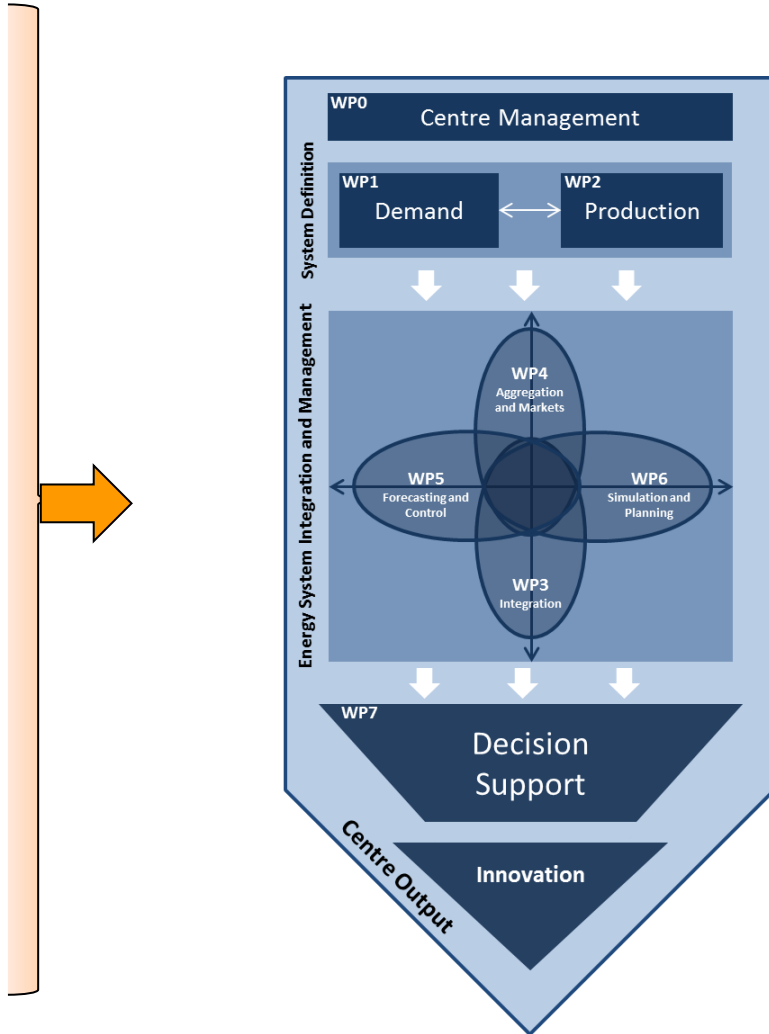 WP0
Centre Management
System Definition
WP1
Demand
WP2
Production
Energy System Integration and Management
WP4
Aggregation
and Markets
WP5
Forecasting and
Control
WP6
Simulation and
Planning
WP3
Integration
WP7
Decision
Support
Centre Output
Innovation